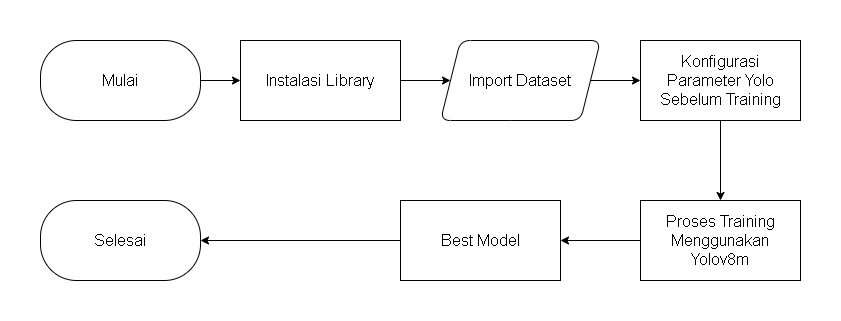 Mulai
Instalasi Library
Import Dataset
Konfigurasi
Parameter Yolo
Sebelum Training
Proses Training
Menggunakan
Yolov8m
Best Model
Selesai